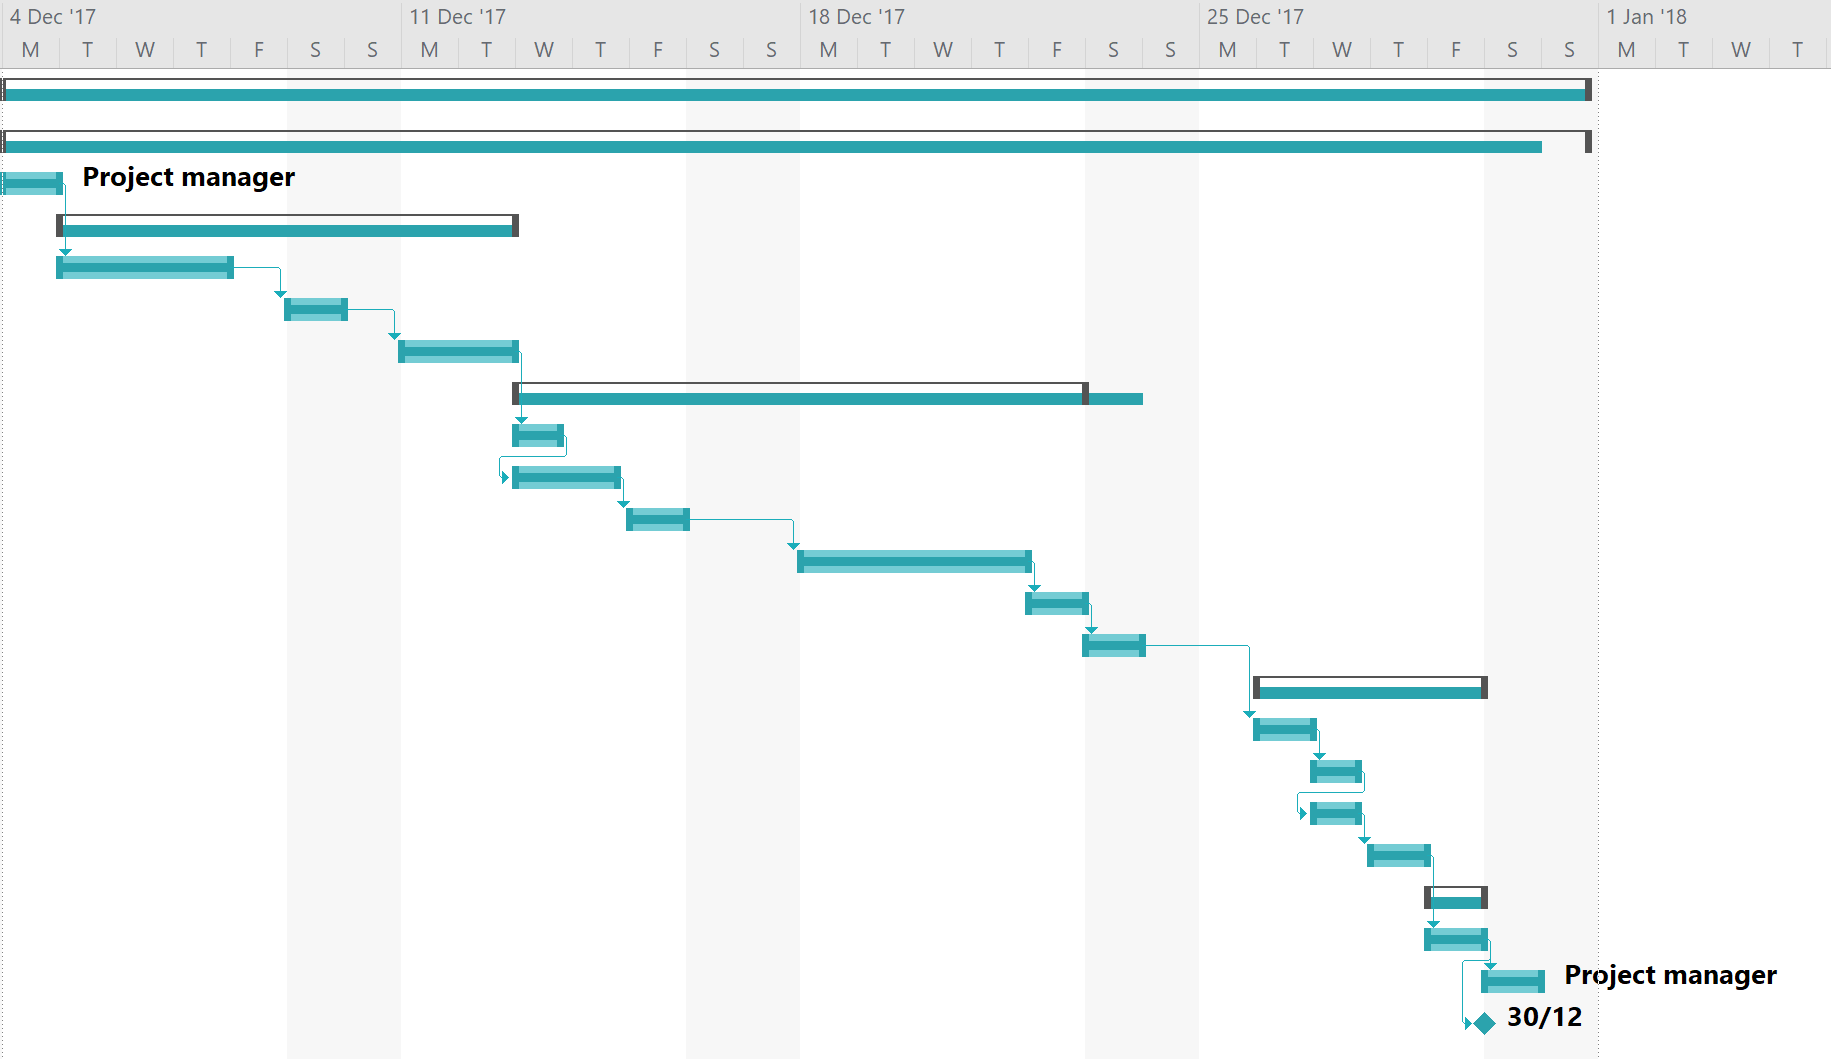 4 Dec '17 11 Dec '17 18 Dec '17 25 Dec '17 1 Jan '18
M T W T F S S M T W T F S S M T W T F S S M T W T F S S M T W T
Project manager
Project manager
30/12